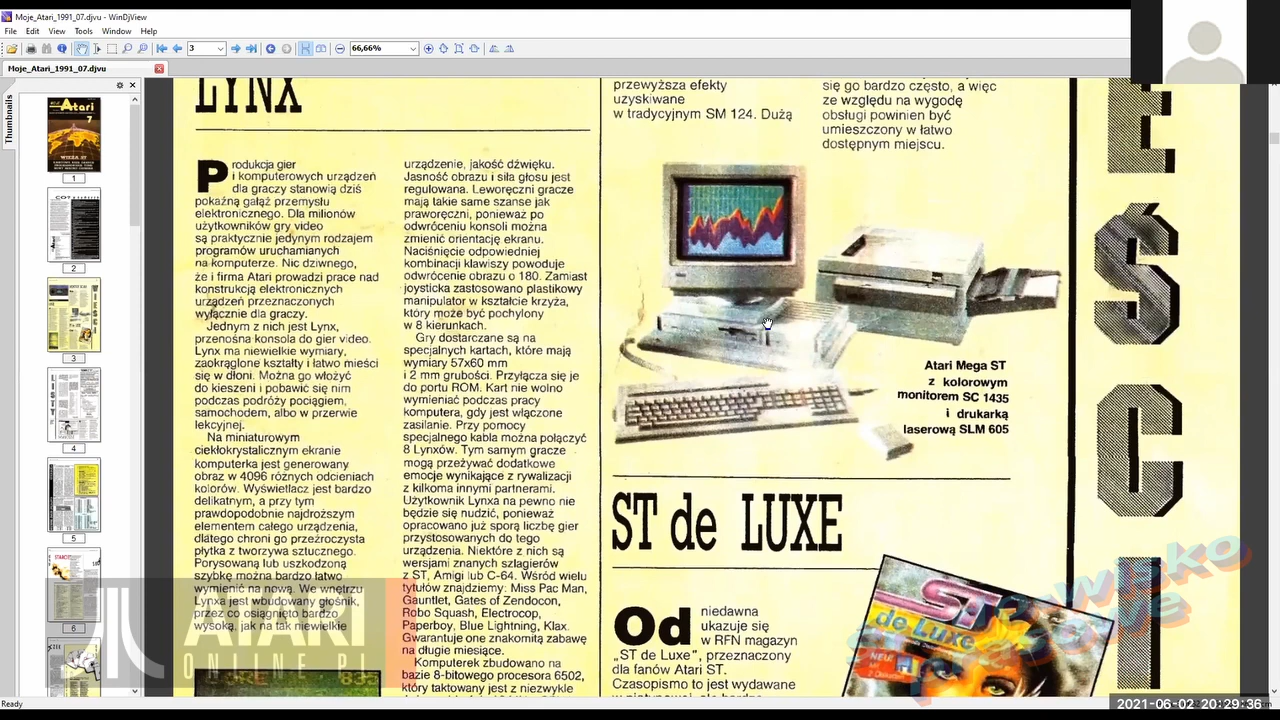 Moje_Atari_1991_07.djvu - WinDjView
File Edit View Tools Window Help
3
66,66%
Moje_Atari_1991_07.djvu
Thumbnails
1
2
3
4
5
6
LYNX
Produkcja gier
i komputerowych urządzeń
dla graczy stanowią dziś
pokaźną gałąź przemysłu
elektronicznego. Dla milionów
użytkowników gry video
są praktycznie jedynym rodzajem
programów uruchamianych
na komputerze. Nic dziwnego,
że i firma Atari prowadzi prace nad
konstrukcją elektronicznych
urządzeń przeznaczonych
wyłącznie dla graczy.
Jednym z nich jest Lynx,
przenośna konsola do gier video.
Lynx ma niewielkie wymiary,
zaokrąglone kształty i łatwo mieści
się w dłoni. Można go włożyć
do kieszeni i pobawić się nim
podczas podróży pociągiem,
samochodem, albo w przerwie
lekcyjnej.
Na miniaturowym
ciekłokrystalicznym ekranie
komputerka jest generowany
obraz w 4096 różnych odcieniach
kolorów. Wyświetlacz jest bardzo
delikatnym, a przy tym
prawdopodobnie najdroższym
elementem całego urządzenia,
dlatego chroni go przeźroczysta
płytka z tworzywa sztucznego.
Porysowaną lub uszkodzoną
szybkę można bardzo łatwo
wymienić na nową. We wnętrzu
Lynxa jest wbudowany głośnik,
przez co osiągnięto bardzo
wysoką, jak na tak niewielkie
urządzenie, jakość dźwięku.
Jasność obrazu i siła głosu jest
regulowana. Leworęczni gracze
mają takie same szanse jak
praworęczni, ponieważ po
odwróceniu konsoli można
zmienić orientację ekranu.
Naciśnięcie odpowiedniej
kombinacji klawiszy powoduje
odwrócenie obrazu o 180. Zamiast
joysticka zastosowano plastikowy
manipulator w kształcie krzyża,
który może być pochylony
w 8 kierunkach.
Gry dostarczane są na
specjalnych kartach, które mają
wymiary 57x60 mm
i 2 mm grubości. Przyłącza się je
do portu ROM. Kart nie wolno
wymieniać podczas pracy
komputera, gdy jest włączone
zasilanie. Przy pomocy
specjalnego kabla można połączyć
8 Lynxów. Tym samym gracze
mogą przeżywać dodatkowe
emocje wynikające z rywalizacji
z kilkoma innymi partnerami.
Użytkownik Lynxa na pewno nie
będzie się nudzić, ponieważ
opracowano już sporą liczbę gier
przystosowanych do tego
urządzenia. Niektóre z nich są
wersjami znanych szlagierów
z ST, Amigi lub C-64. Wśród wielu
tytułów znajdziemy: Miss Pac Man,
Gauntlet, Gates of Zendocon,
Robo Squash, Electrocop,
Paperboy, Blue Lightning, Klax.
Gwarantuje one znakomitą zabawę
na długie miesiące.
Komputerek zbudowano na
bazie 8-bitowego procesora 6502,
który taktowany jest z niezwykle
przewyższa efekty
uzyskiwane
w tradycyjnym SM 124. Dużą
się go bardzo często, a więc
ze względu na wygodę
obsługi powinien być
umieszczony w łatwo
dostępnym miejscu.
Atari Mega ST
z kolorowym
monitorem SC 1435
i drukarką
laserową SLM 605
ST de LUXE
Od niedawna
ukazuje się
w RFN magazyn
„ST de Luxe”, przeznaczony
dla fanów Atari ST.
Czasopismo to jest wydawane
ST
de Luxe
E
S
C
I
ATARI
ONLINE.PL
Ready
2021-06-02 20:29:36